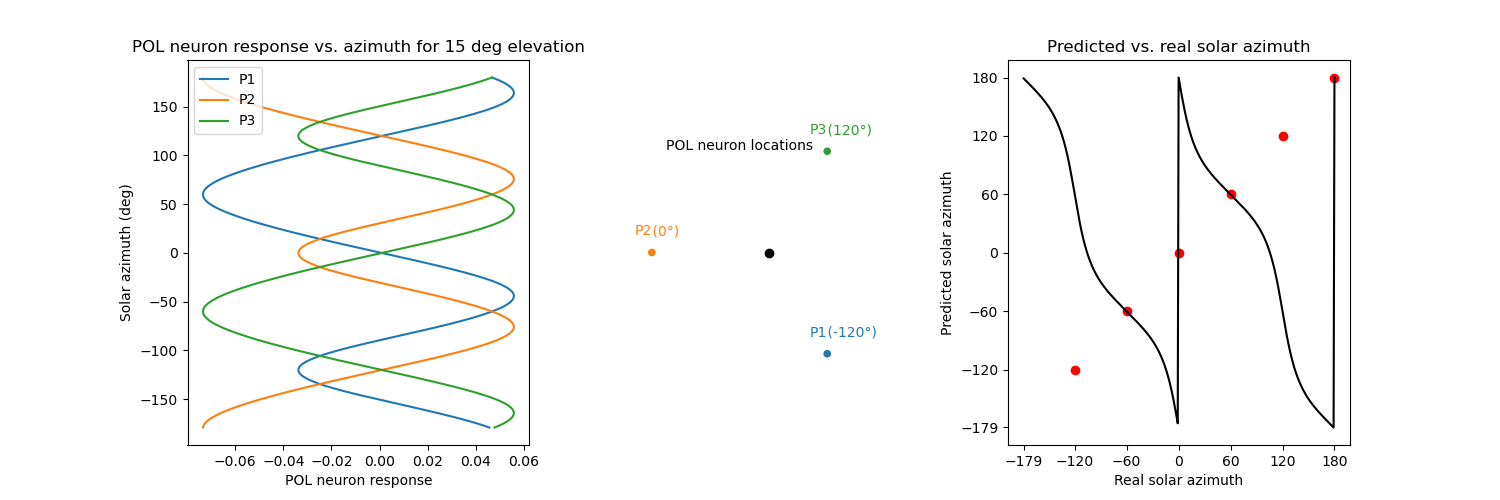 POL neuron response vs. azimuth for 15 deg elevation
P1
P2
P3
150
100
50
0
−50
−100
−150
Solar azimuth (deg)
−0.06 −0.04 −0.02 0.00 0.02 0.04 0.06
POL neuron response
P3(120°)
POL neuron locations
P2(0°)
P1(-120°)
Predicted vs. real solar azimuth
180
120
60
0
−60
−120
−179
Predicted solar azimuth
−179 −120 −60 0 60 120 180
Real solar azimuth